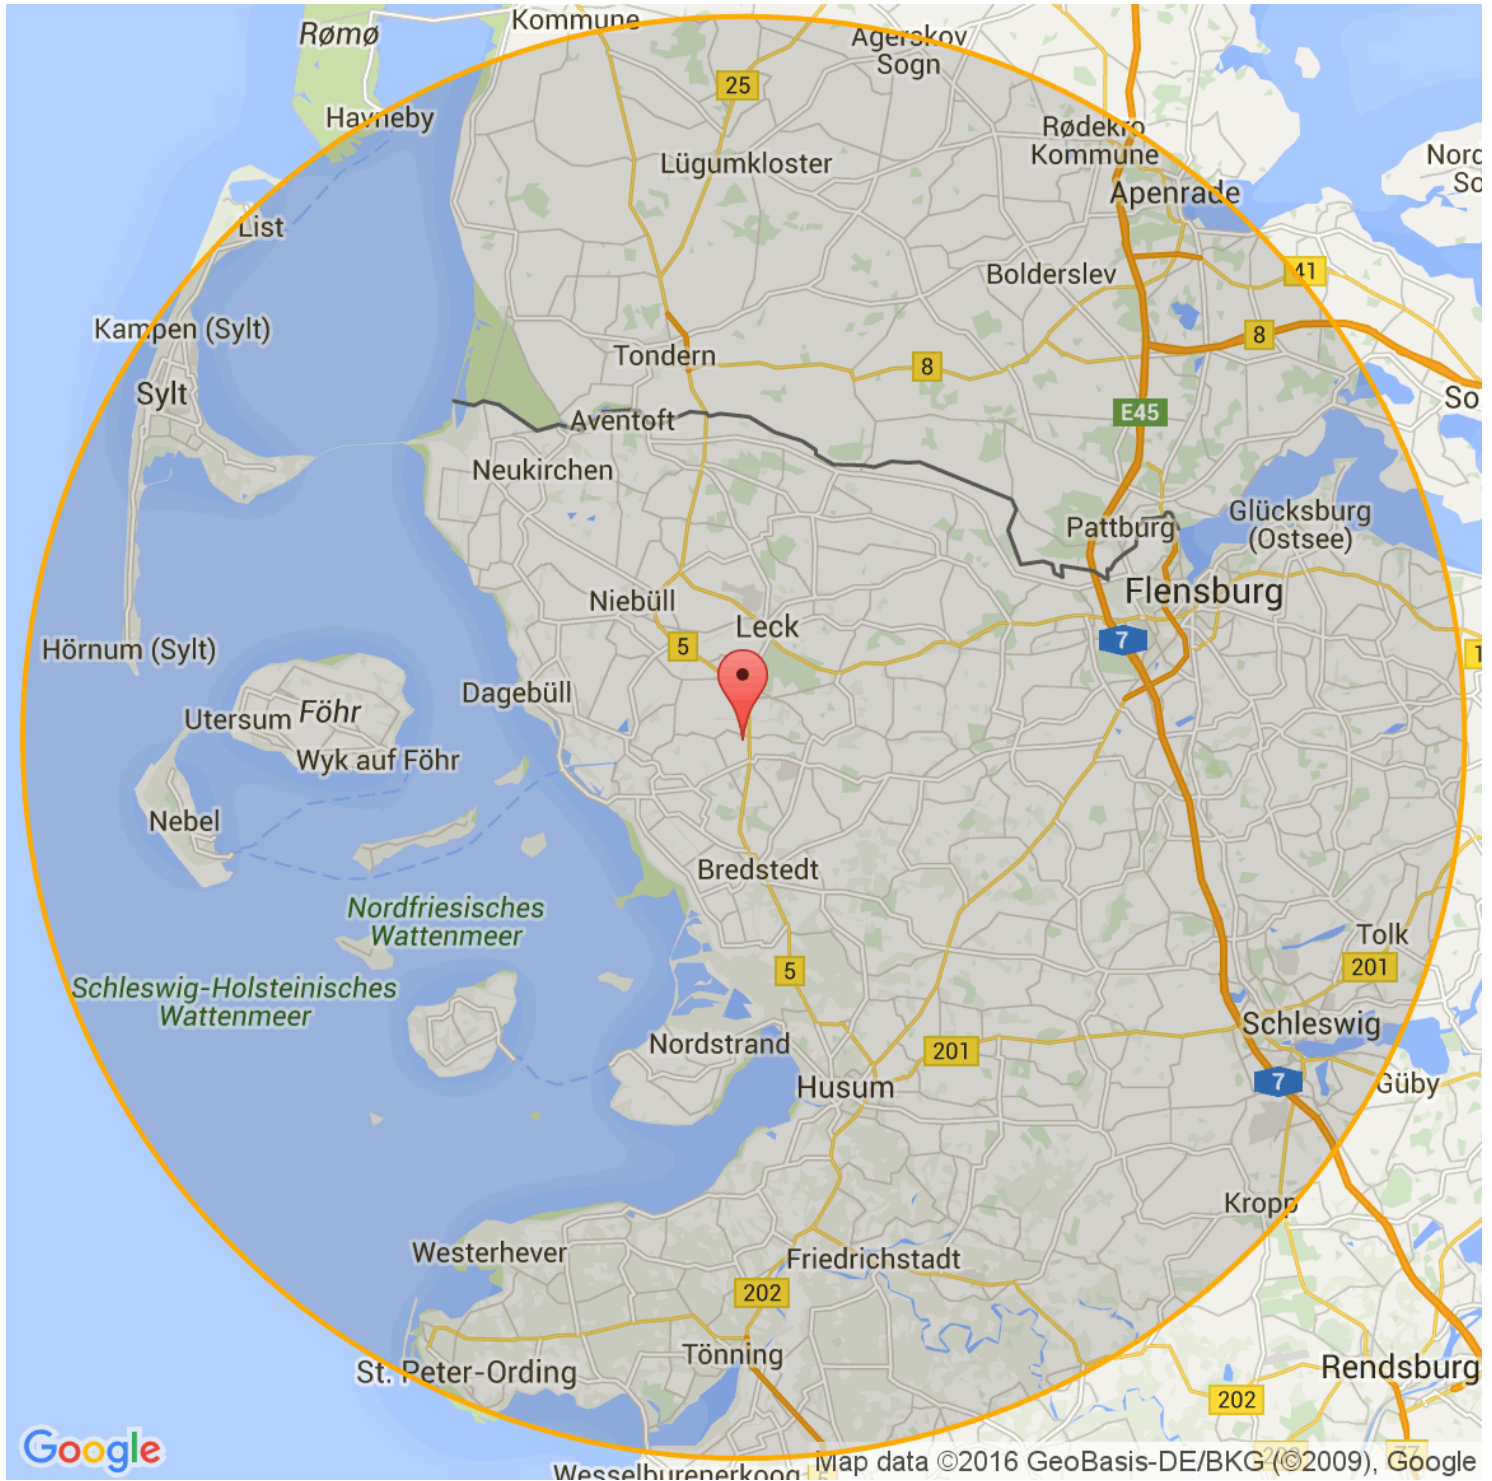 Kommune
Rømø
Agerskov
Sogn
25
Havneby
Rødekro
Kommune
Lügumkloster
Apenrade
List
Bolderslev
41
Kampen (Sylt)
8
Tondern
8
Sylt
So
E45
Aventoft
Neukirchen
Glücksburg
(Ostsee)
Pattburg
Flensburg
Niebüll
Leck
7
5
Hörnum (Sylt)
1
Dagebüll
Utersum
Föhr
Wyk auf Föhr
Nebel
Bredstedt
Nordfriesisches
Wattenmeer
Tolk
201
5
Schleswig-Holsteinisches
Wattenmeer
Schleswig
Nordstrand
201
Husum
7
Güby
Kropp
Westerhever
Friedrichstadt
202
Tönning
St. Peter-Ording
Rendsburg
202
Google
Map data ©2016 GeoBasis-DE/BKG (©2009), Google
Wesselburenerkoog